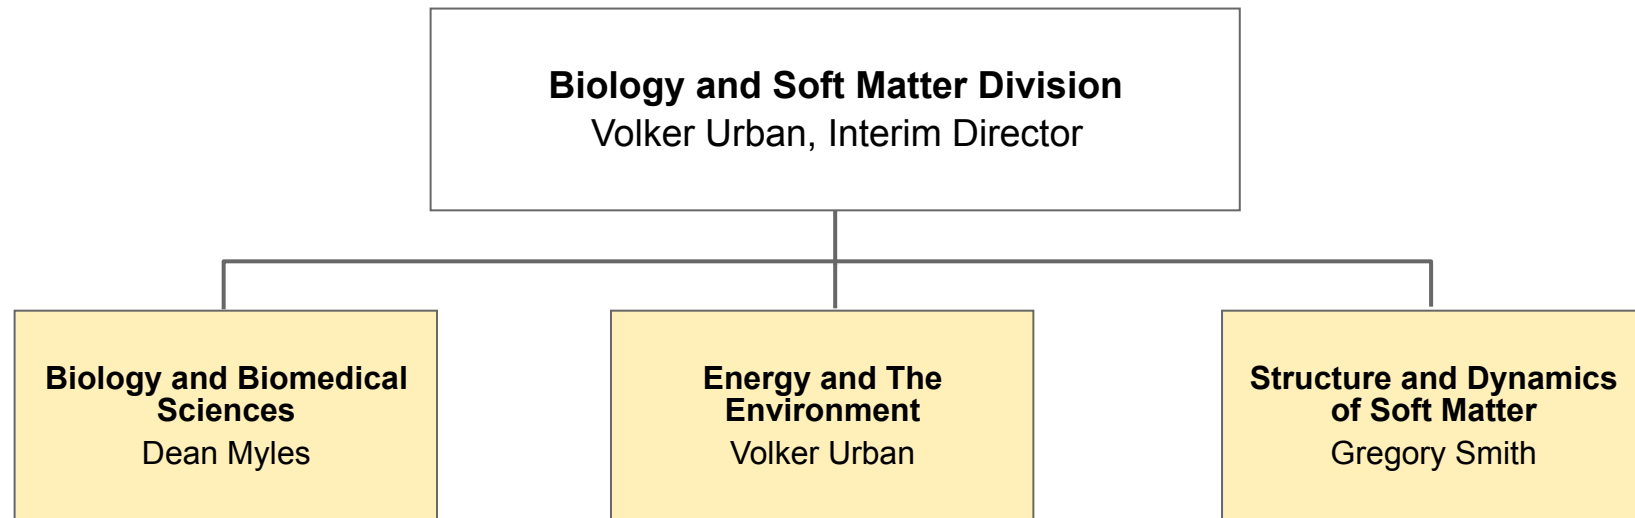 Biology and Soft Matter Division
Volker Urban, Interim Director
Biology and Biomedical
Sciences
Dean Myles
Energy and The
Environment
Volker Urban
Structure and Dynamics
of Soft Matter
Gregory Smith